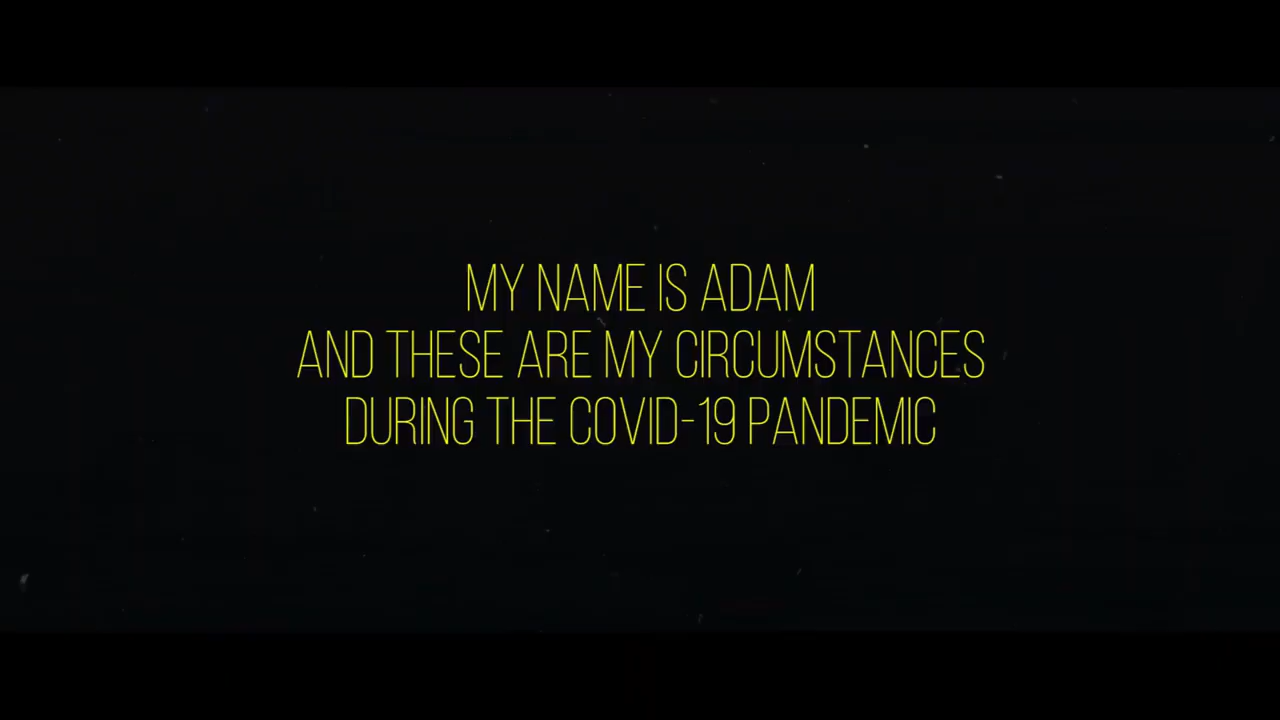 MY NAME IS ADAM
AND THESE ARE MY CIRCUMSTANCES
DURING THE COVID-19 PANDEMIC